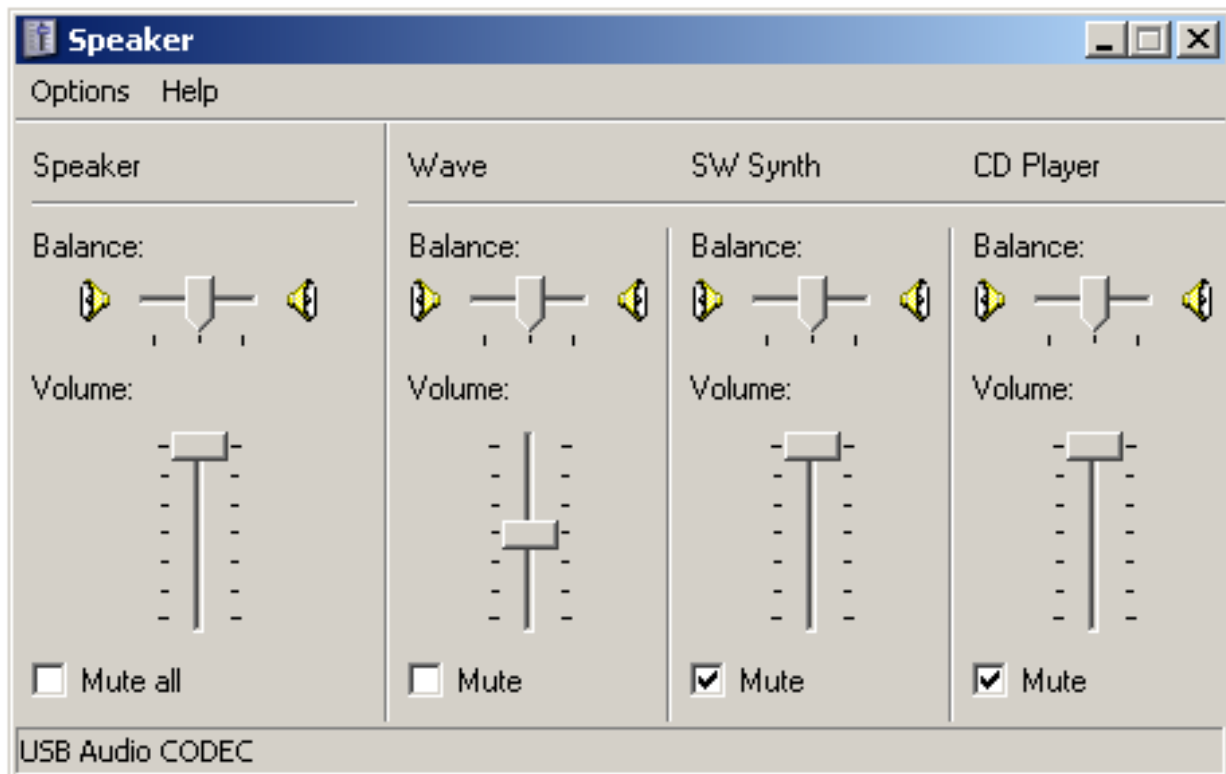 Speaker
Options Help
Speaker Wave SW Synth CD Player
Balance: Balance: Balance: Balance:
Volume: Volume: Volume: Volume:
Mute all Mute Mute Mute
USB Audio CODEC